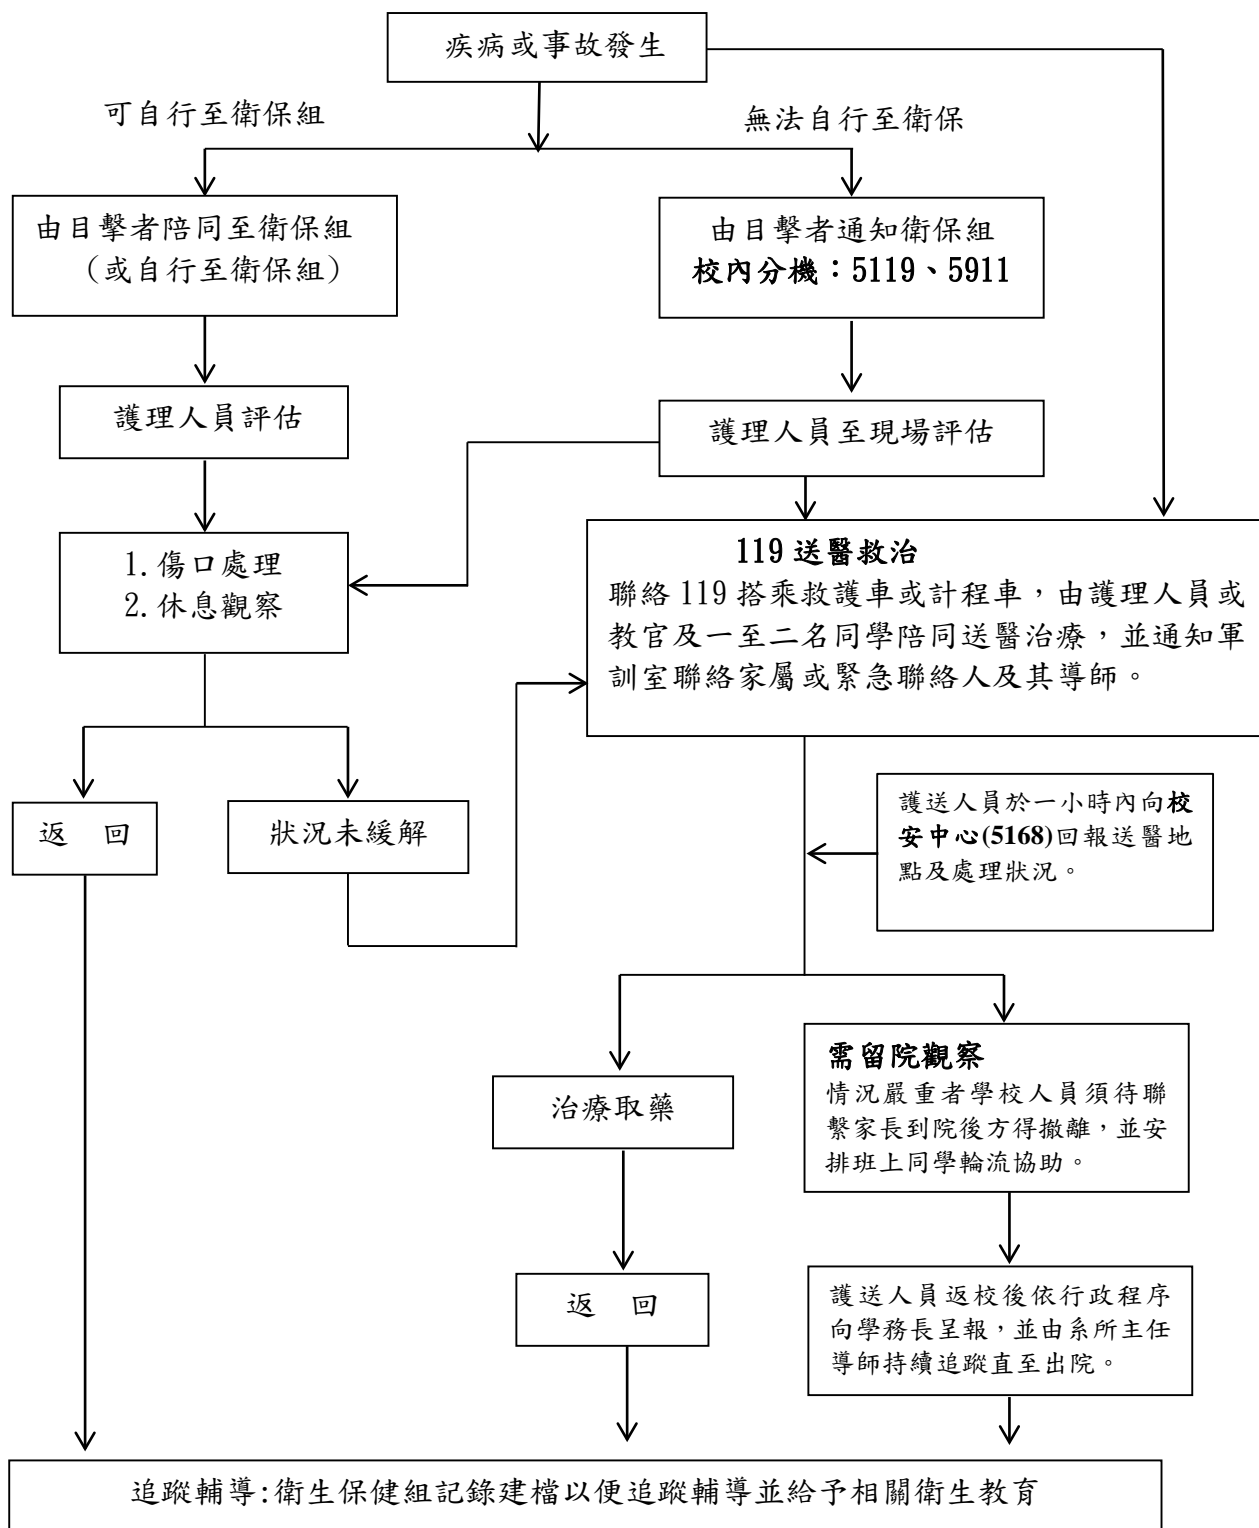 疾病或事故發生
可自行至衛保組
無法自行至衛保
由目擊者陪同至衛保組
（或自行至衛保組）
由目擊者通知衛保組
校內分機：5119、5911
護理人員評估
護理人員至現場評估
1.傷口處理
2.休息觀察
119 送醫救治
聯絡 119 搭乘救護車或計程車，由護理人員或
教官及一至二名同學陪同送醫治療，並通知軍
訓室聯絡家屬或緊急聯絡人及其導師。
返 回
狀況未緩解
護送人員於一小時內向校
安中心(5168)回報送醫地
點及處理狀況。
治療取藥
需留院觀察
情況嚴重者學校人員須待聯
繫家長到院後方得撤離，並安
排班上同學輪流協助。
返 回
護送人員返校後依行政程序
向學務長呈報，並由系所主任
導師持續追蹤直至出院。
追蹤輔導:衛生保健組記錄建檔以便追蹤輔導並給予相關衛生教育